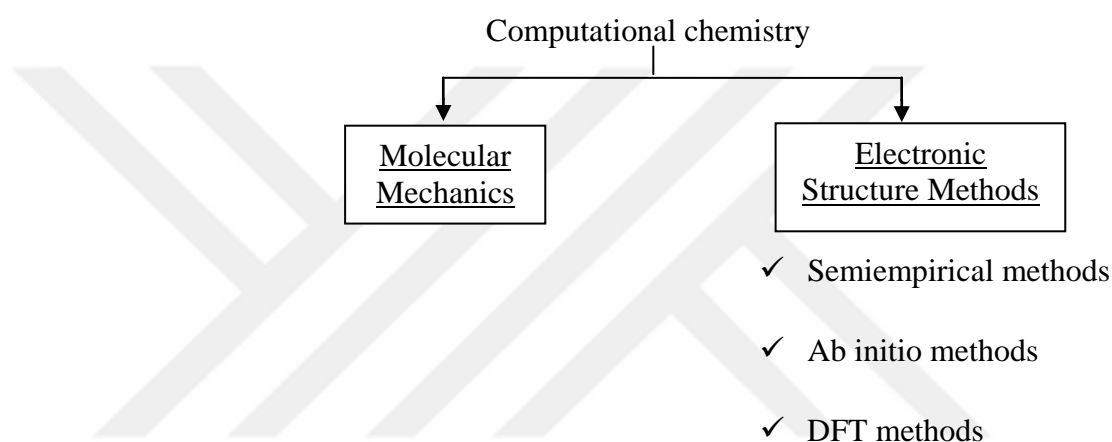 Computational chemistry
Molecular
Mechanics
Electronic
Structure Methods
✓ Semiempirical methods
✓ Ab initio methods
✓ DFT methods